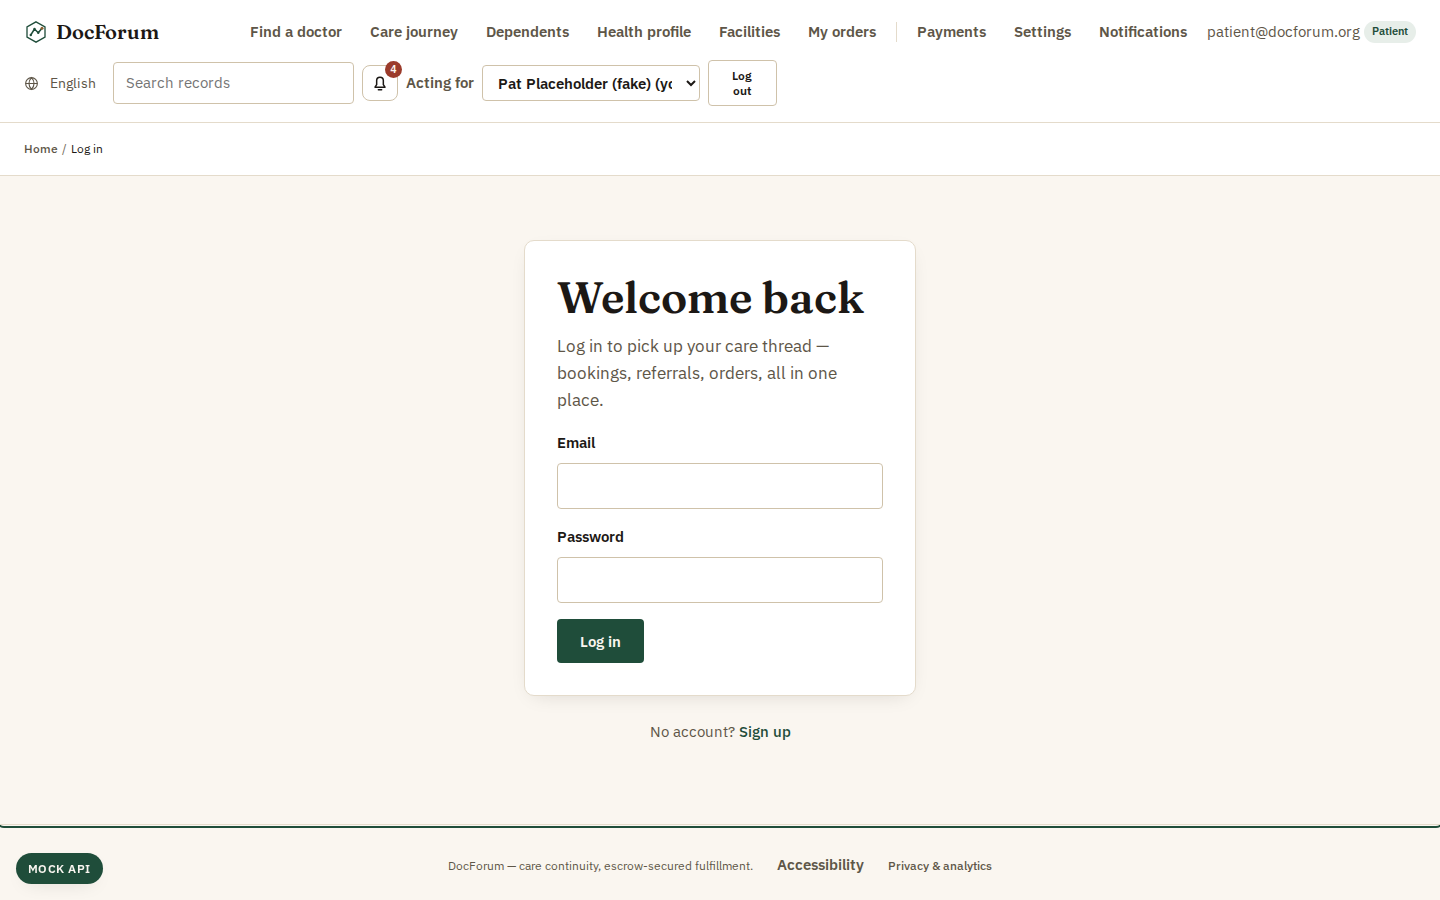 DocForum
Find a doctor Care journey Dependents Health profile Facilities My orders Payments Settings Notifications patient@docforum.org Patient
English Search records 4 Acting for Pat Placeholder (fake) (yo Log out
Home / Log in
Welcome back
Log in to pick up your care thread —
bookings, referrals, orders, all in one
place.
Email
Password
Log in
No account? Sign up
MOCK API
DocForum — care continuity, escrow-secured fulfillment. Accessibility Privacy & analytics